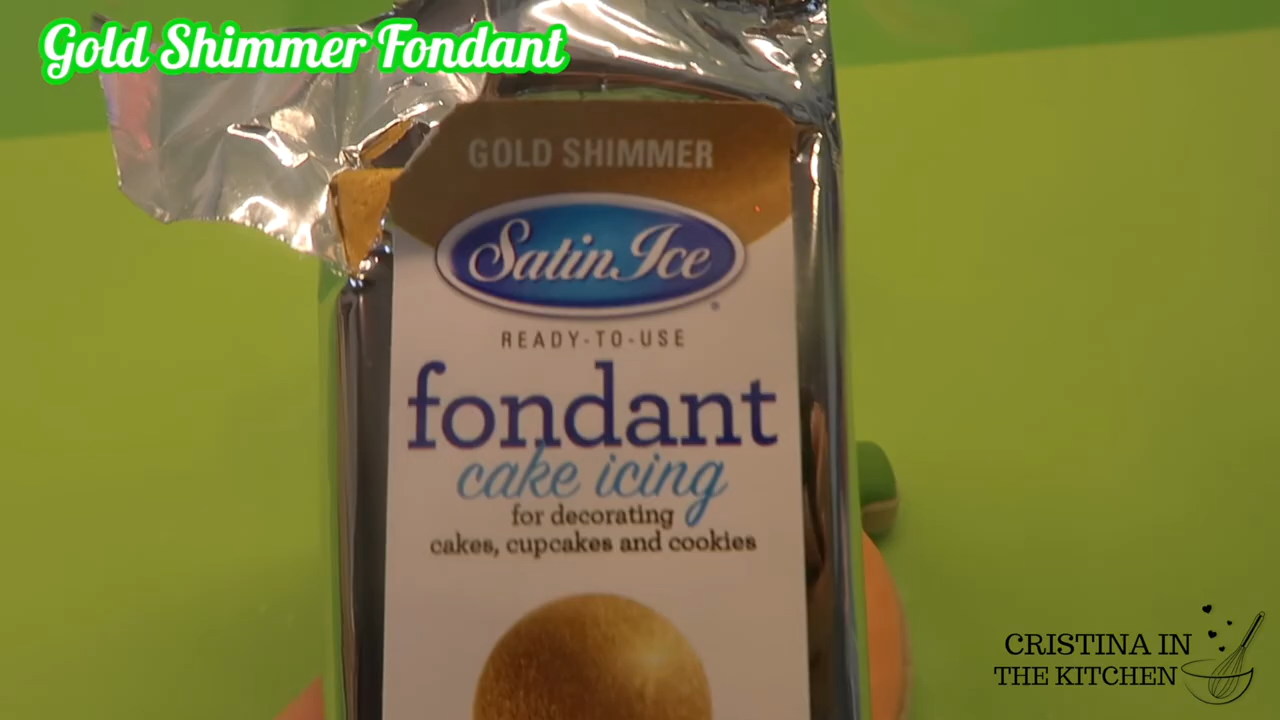 Gold Shimmer Fondant
GOLD SHIMMER
Satin Ice
®
READY-TO-USE
fondant
cake icing
for decorating
cakes, cupcakes and cookies
CRISTINA IN
THE KITCHEN